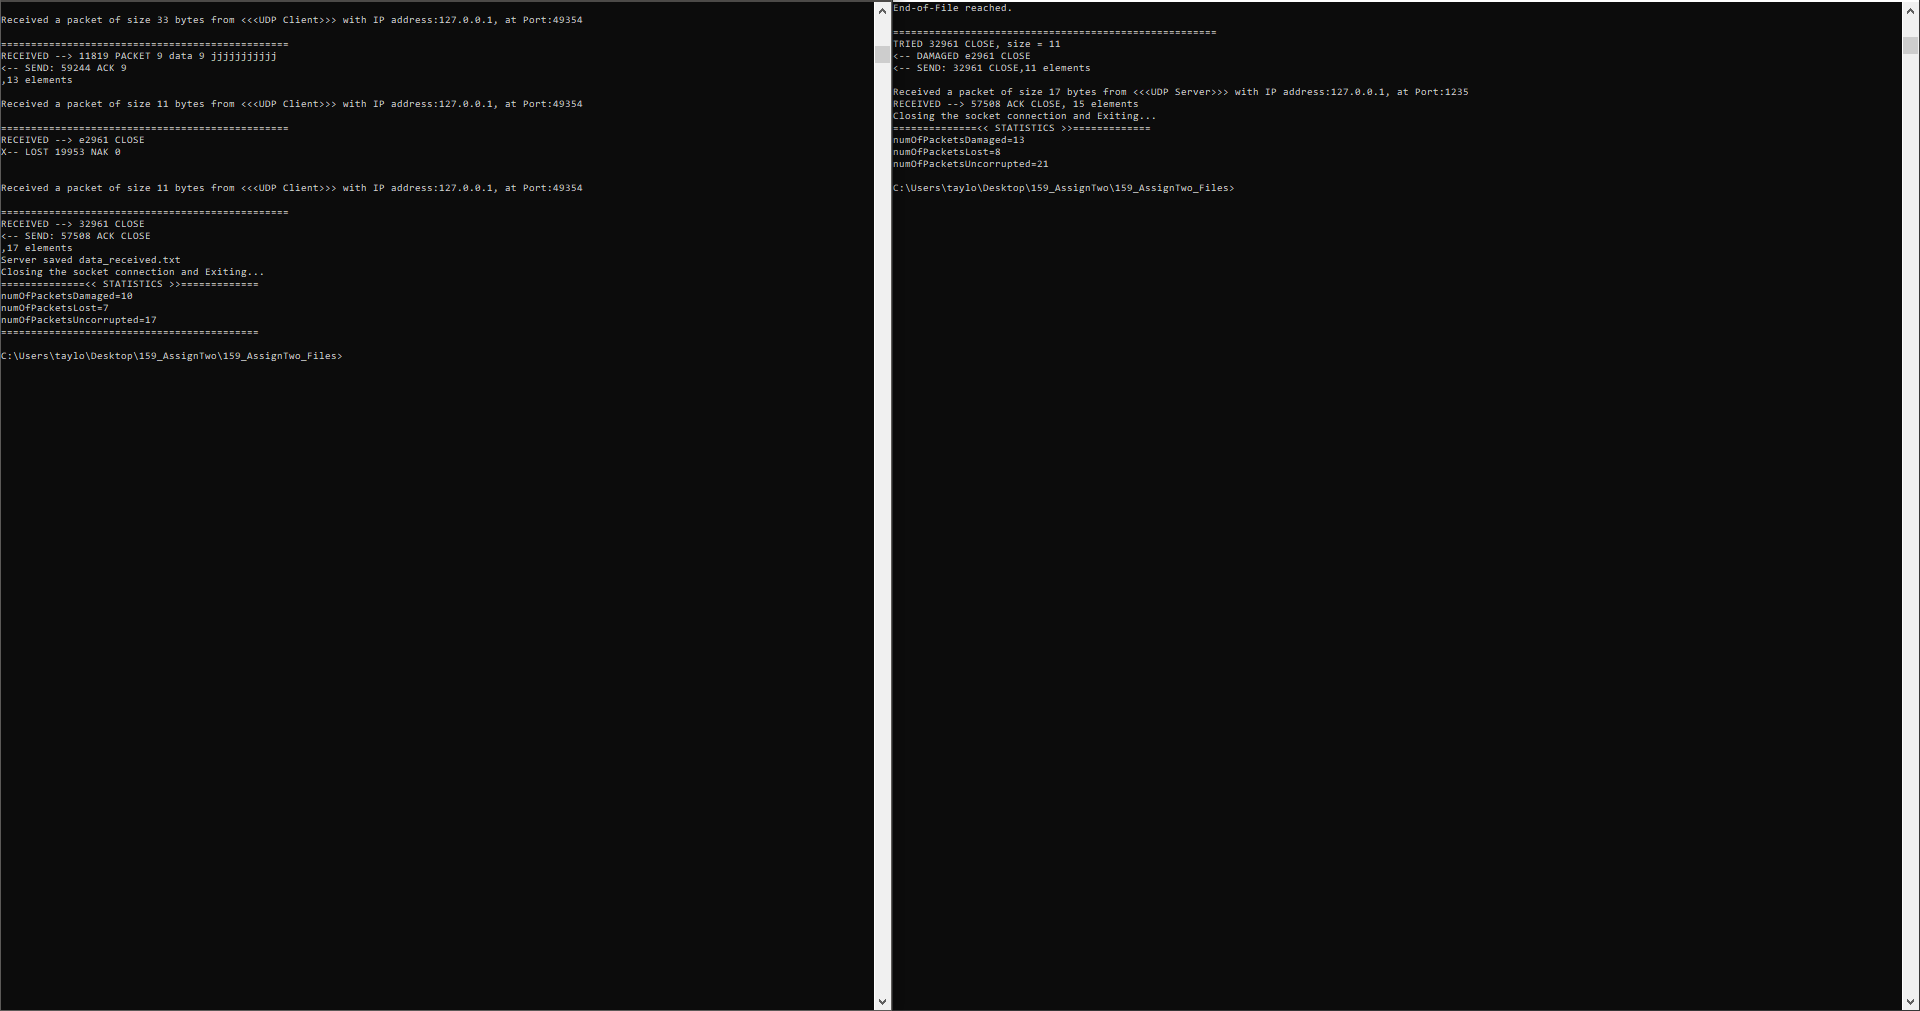 Received a packet of size 33 bytes from <<<UDP Client>>> with IP address:127.0.0.1, at Port:49354
================================================
RECEIVED --> 11819 PACKET 9 data 9 jjjjjjjjjjj
<-- SEND: 59244 ACK 9
,13 elements
Received a packet of size 11 bytes from <<<UDP Client>>> with IP address:127.0.0.1, at Port:49354
================================================
RECEIVED --> e2961 CLOSE
X-- LOST 19953 NAK 0
Received a packet of size 11 bytes from <<<UDP Client>>> with IP address:127.0.0.1, at Port:49354
================================================
RECEIVED --> 32961 CLOSE
<-- SEND: 57508 ACK CLOSE
,17 elements
Server saved data_received.txt
Closing the socket connection and Exiting...
==============<< STATISTICS >>=============
numOfPacketsDamaged=10
numOfPacketsLost=7
numOfPacketsUncorrupted=17
===========================================
C:\Users\taylo\Desktop\159_AssignTwo\159_AssignTwo_Files>
End-of-File reached.
======================================================
TRIED 32961 CLOSE, size = 11
<-- DAMAGED e2961 CLOSE
<-- SEND: 32961 CLOSE,11 elements
Received a packet of size 17 bytes from <<<UDP Server>>> with IP address:127.0.0.1, at Port:1235
RECEIVED --> 57508 ACK CLOSE, 15 elements
Closing the socket connection and Exiting...
==============<< STATISTICS >>=============
numOfPacketsDamaged=13
numOfPacketsLost=8
numOfPacketsUncorrupted=21
C:\Users\taylo\Desktop\159_AssignTwo\159_AssignTwo_Files>